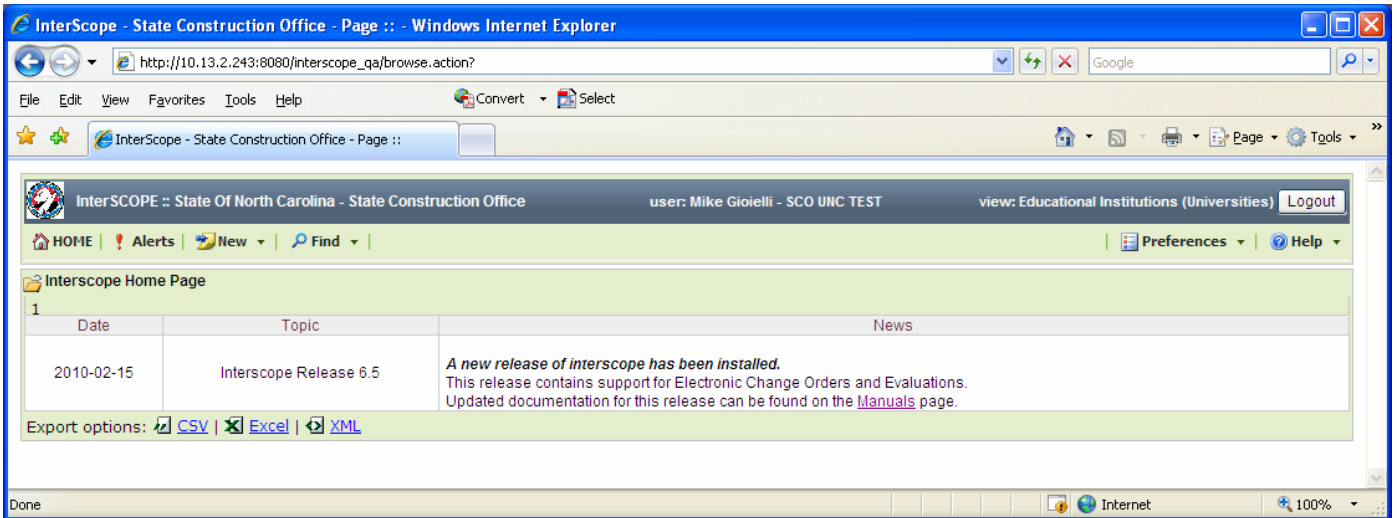 InterScope - State Construction Office - Page :: - Windows Internet Explorer
http://10.13.2.243:8080/interscope_qa/browse.action?
Google
File Edit View Favorites Tools Help
Convert Select
InterScope - State Construction Office - Page ::
Page Tools »
InterSCOPE :: State Of North Carolina - State Construction Office user: Mike Gioielli - SCO UNC TEST view: Educational Institutions (Universities) Logout
HOME | Alerts | New | Find | | Preferences | Help
Interscope Home Page
1
Date Topic News
2010-02-15 Interscope Release 6.5
A new release of interscope has been installed.
This release contains support for Electronic Change Orders and Evaluations.
Updated documentation for this release can be found on the Manuals page.
Export options: CSV | Excel | XML
Done Internet 100%